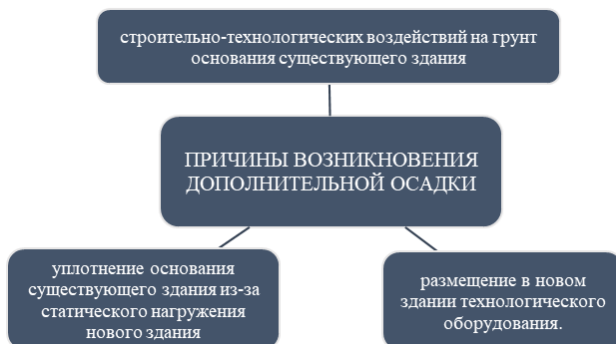 строительно-технологических воздействий на грунт
основания существующего здания
ПРИЧИНЫ ВОЗНИКНОВЕНИЯ
ДОПОЛНИТЕЛЬНОЙ ОСАДКИ
уплотнение основания
существующего здания из-за
статического нагружения
нового здания
размещение в новом
здании технологического
оборудования.